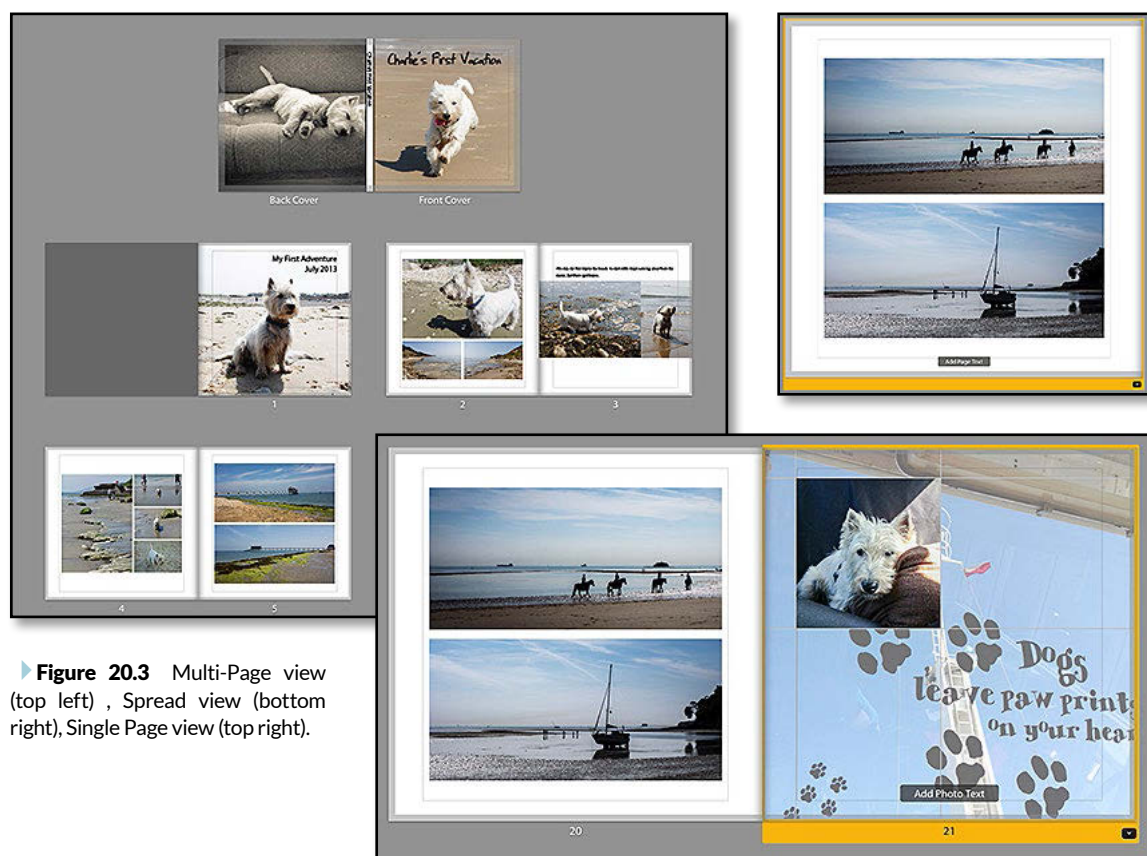 Charlie's First Vacation
Back Cover
Front Cover
My First Adventure
July 2013
1
2
3
4
5
Add Page Text
Figure 20.3 Multi-Page view
(top left) , Spread view (bottom
right), Single Page view (top right).
Dogs
leave paw prints
on your hear
Add Photo Text
20
21